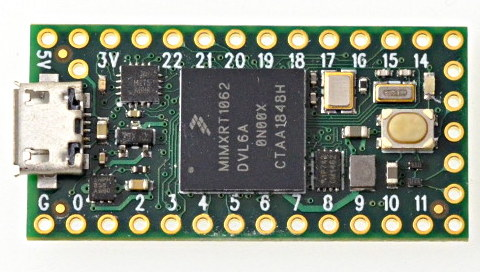 5V 3V 22 21 20 19 18 17 16 15 14
MIMXRT1062
DVL6A
0N00X
CTAA1848H
G 0 2 3 4 5 6 7 8 9 10 11